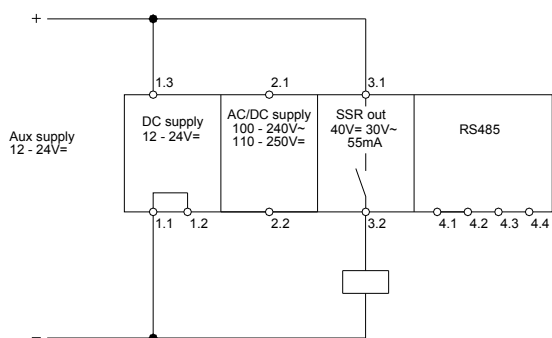 +
1.3
2.1
3.1
Aux supply
12 - 24V=
DC supply
12 - 24V=
AC/DC supply
100 - 240V~
110 - 250V=
SSR out
40V= 30V~
55mA
RS485
1.1
1.2
2.2
3.2
4.1
4.2
4.3
4.4
–